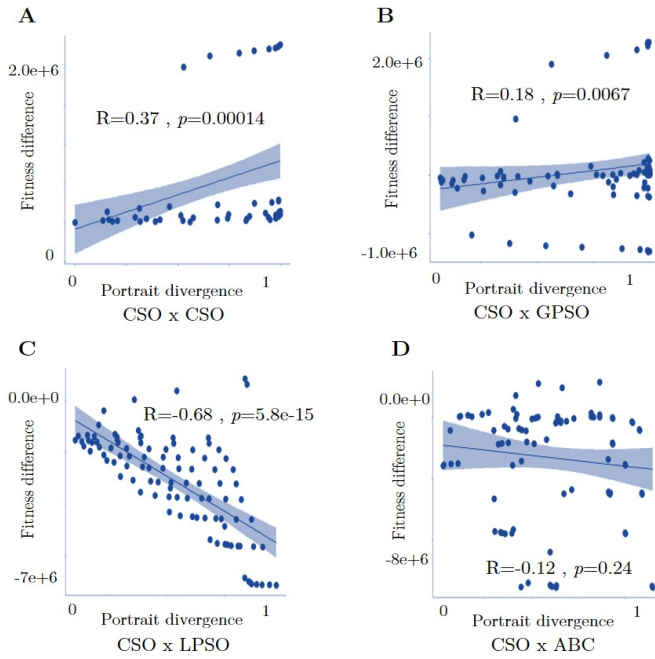 A
Fitness difference
2.0e+6
R=0.37 , p=0.00014
0
0
1
Portrait divergence
CSO x CSO
B
Fitness difference
2.0e+6
R=0.18 , p=0.0067
-1.0e+6
0
1
Portrait divergence
CSO x GPSO
C
Fitness difference
0.0e+0
R=-0.68 , p=5.8e-15
-7e+6
0
1
Portrait divergence
CSO x LPSO
D
Fitness difference
0.0e+0
-8e+6
R=-0.12 , p=0.24
0
1
Portrait divergence
CSO x ABC